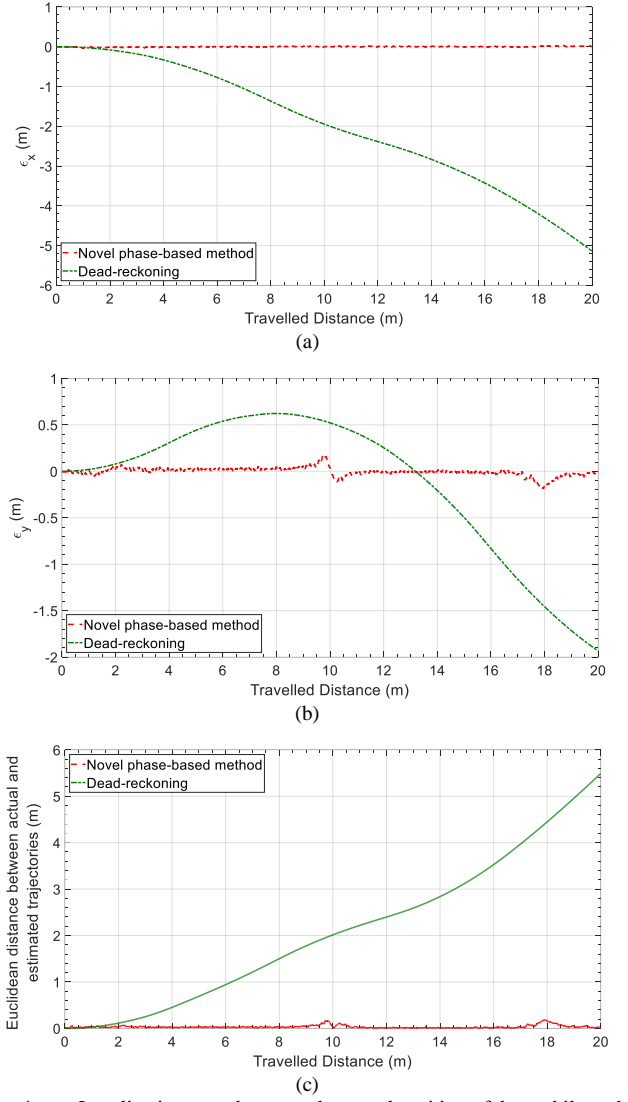 1
0
-1
-2
-3
-4
-5
-6
ϵx (m)
Novel phase-based method
Dead-reckoning
0 2 4 6 8 10 12 14 16 18 20
Travelled Distance (m)
(a)
1
0.5
0
-0.5
-1
-1.5
-2
ϵy (m)
Novel phase-based method
Dead-reckoning
0 2 4 6 8 10 12 14 16 18 20
Travelled Distance (m)
(b)
6
5
4
3
2
1
0
Euclidean distance between actual and
estimated trajectories (m)
Novel phase-based method
Dead-reckoning
0 2 4 6 8 10 12 14 16 18 20
Travelled Distance (m)
(c)